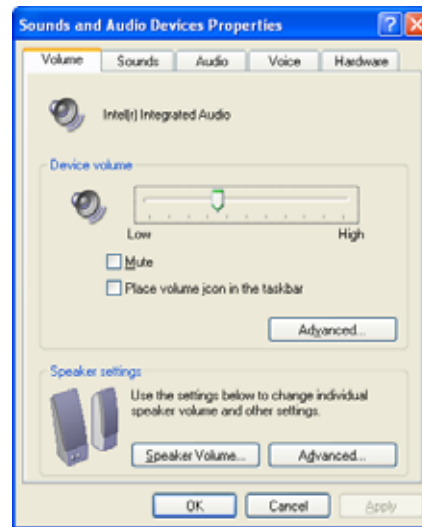 Sounds and Audio Devices Properties
Volume Sounds Audio Voice Hardware
Intel(r) Integrated Audio
Device volume
Low High
Mute
Place volume icon in the taskbar
Advanced...
Speaker settings
Use the settings below to change individual
speaker volume and other settings.
Speaker Volume... Advanced...
OK Cancel Apply